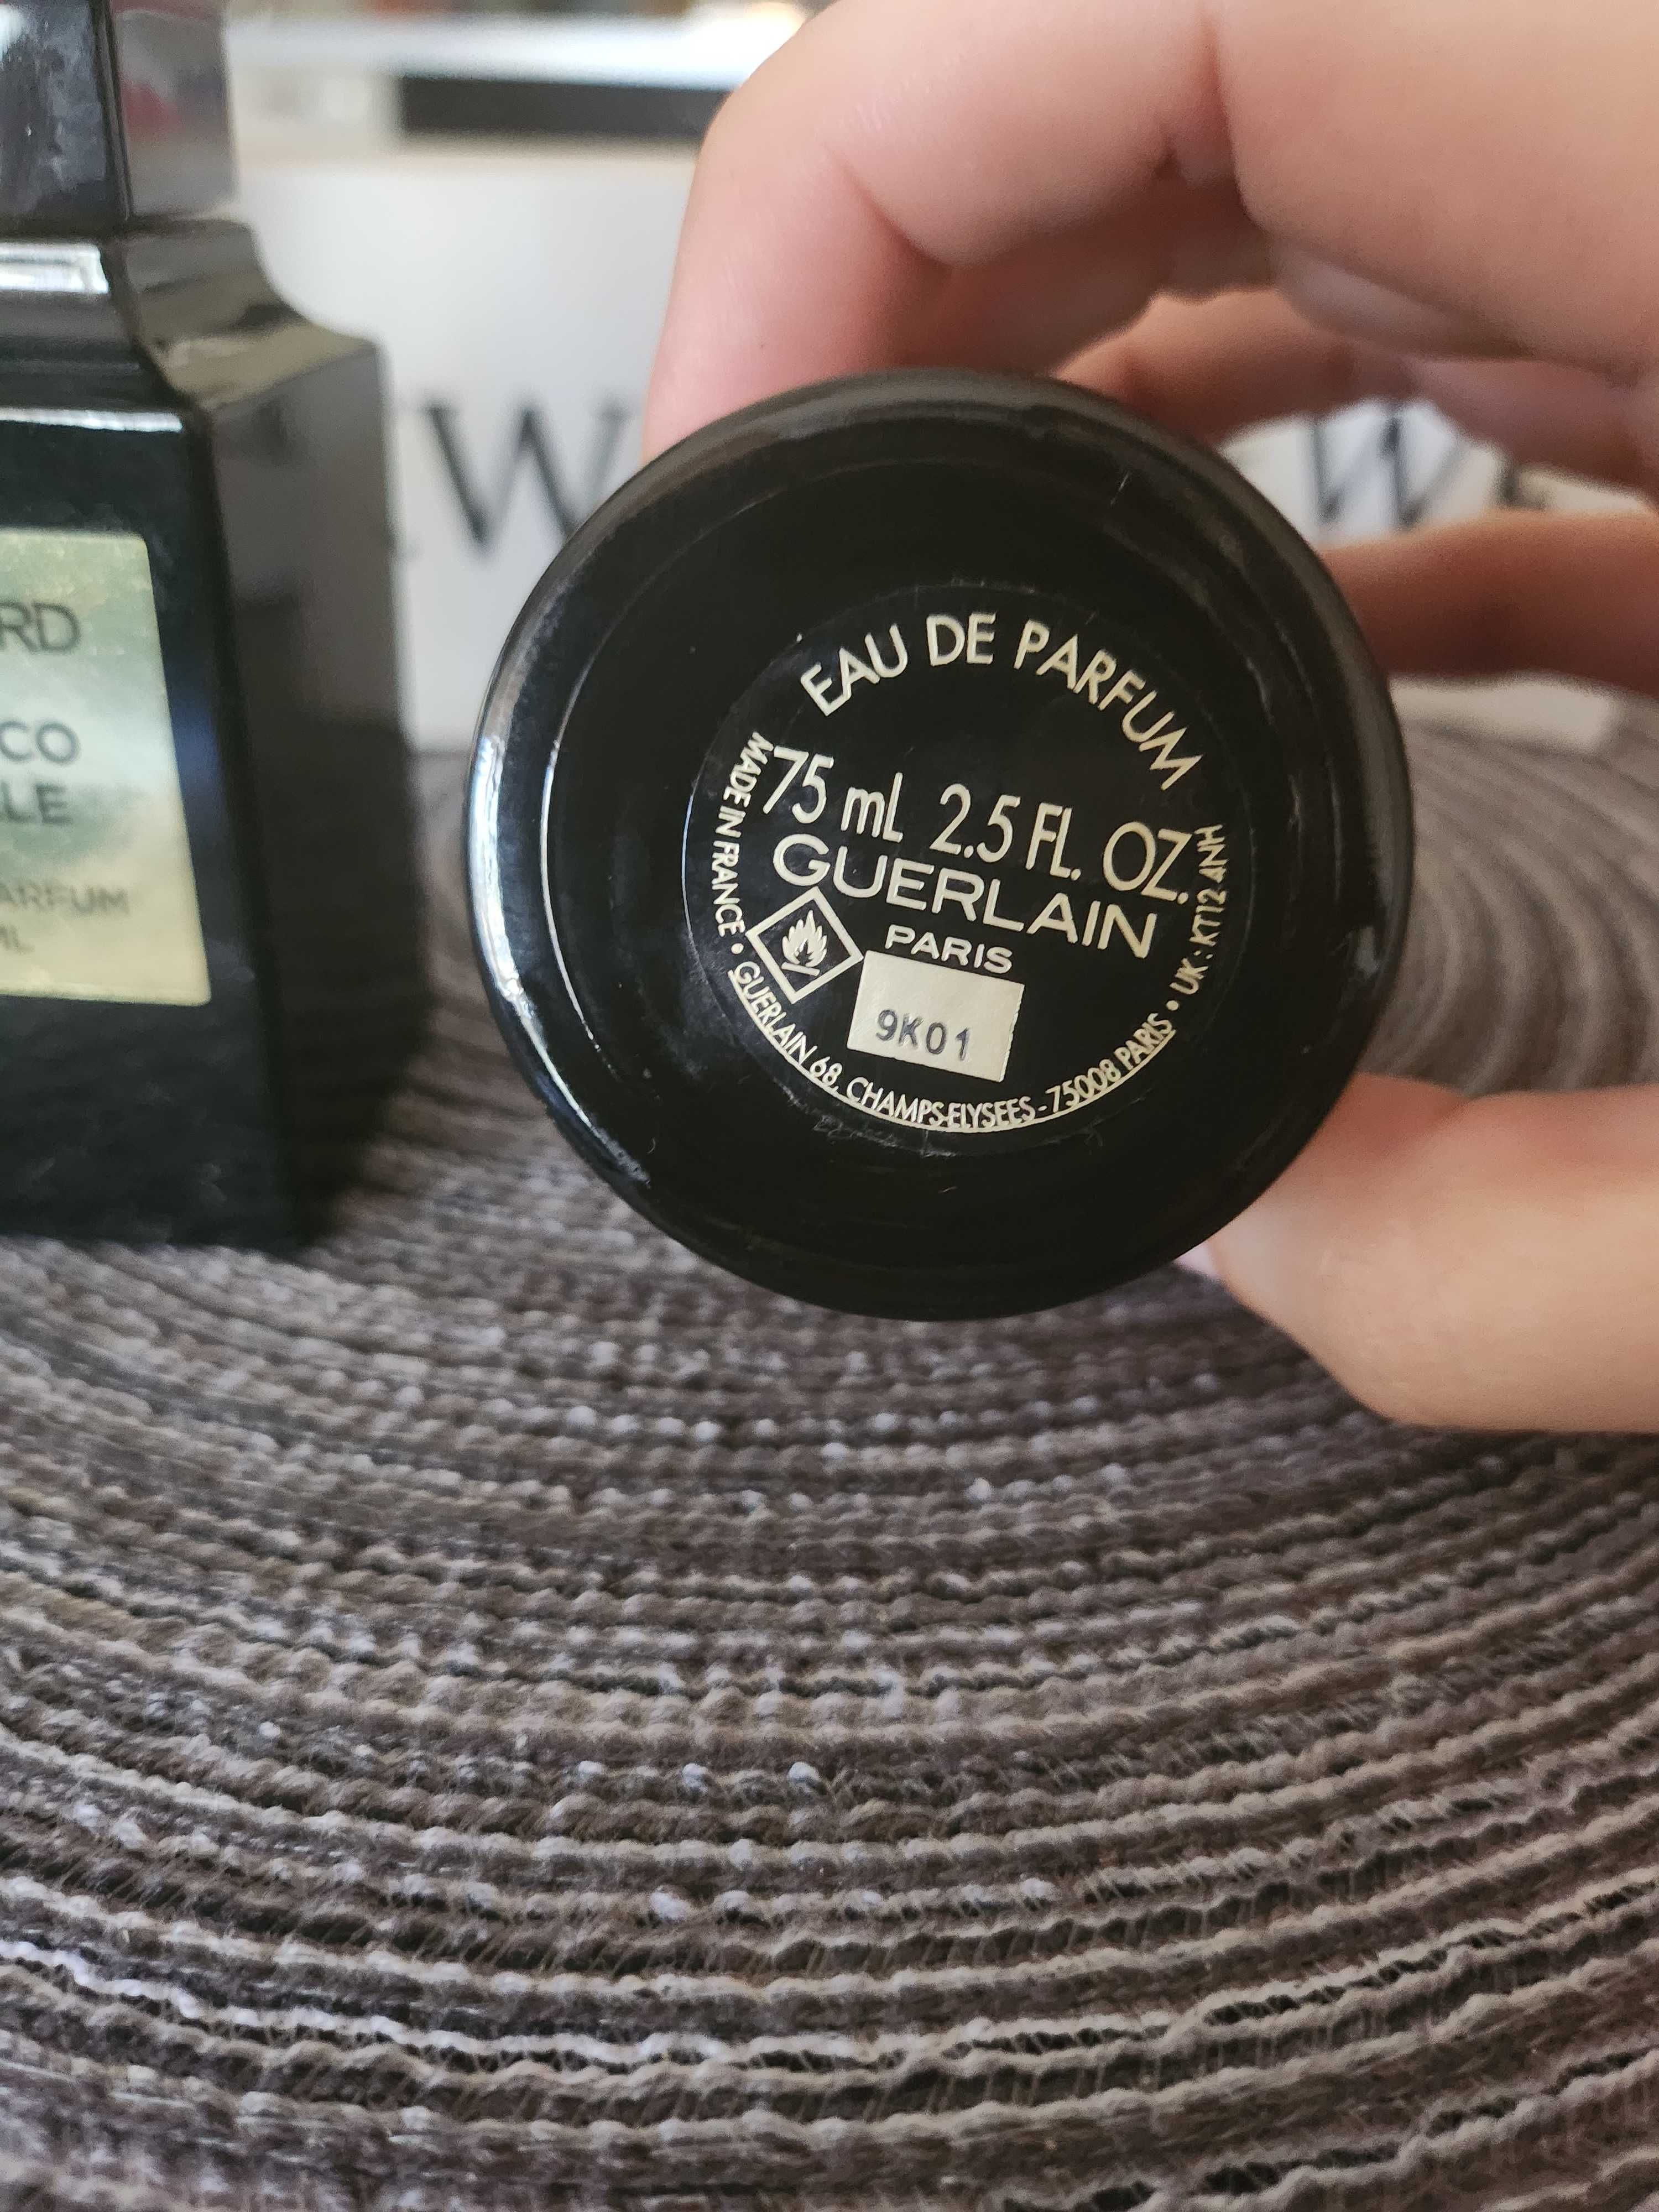 EAU DE PARFUM
75 mL 2.5 FL. OZ.
GUERLAIN
PARIS
9K01
MADE IN FRANCE • GUERLAIN 68, CHAMPS-ELYSEES - 75008 PARIS • UK : KT12 4NH
RD
CO
LE
ARFUM
ML
W
W